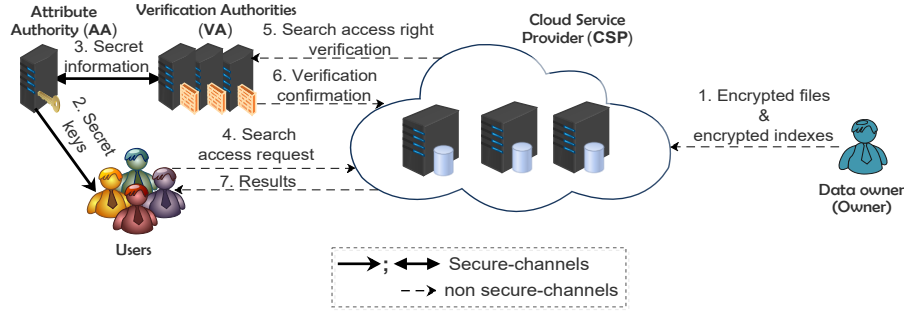 Attribute
Authority (AA)
Verification Authorities
(VA)
Cloud Service
Provider (CSP)
3. Secret
information
5. Search access right
verification
6. Verification
confirmation
1. Encrypted files
&
encrypted indexes
2. Secret
keys
4. Search
access request
7. Results
Users
Data owner
(Owner)
; Secure-channels
non secure-channels